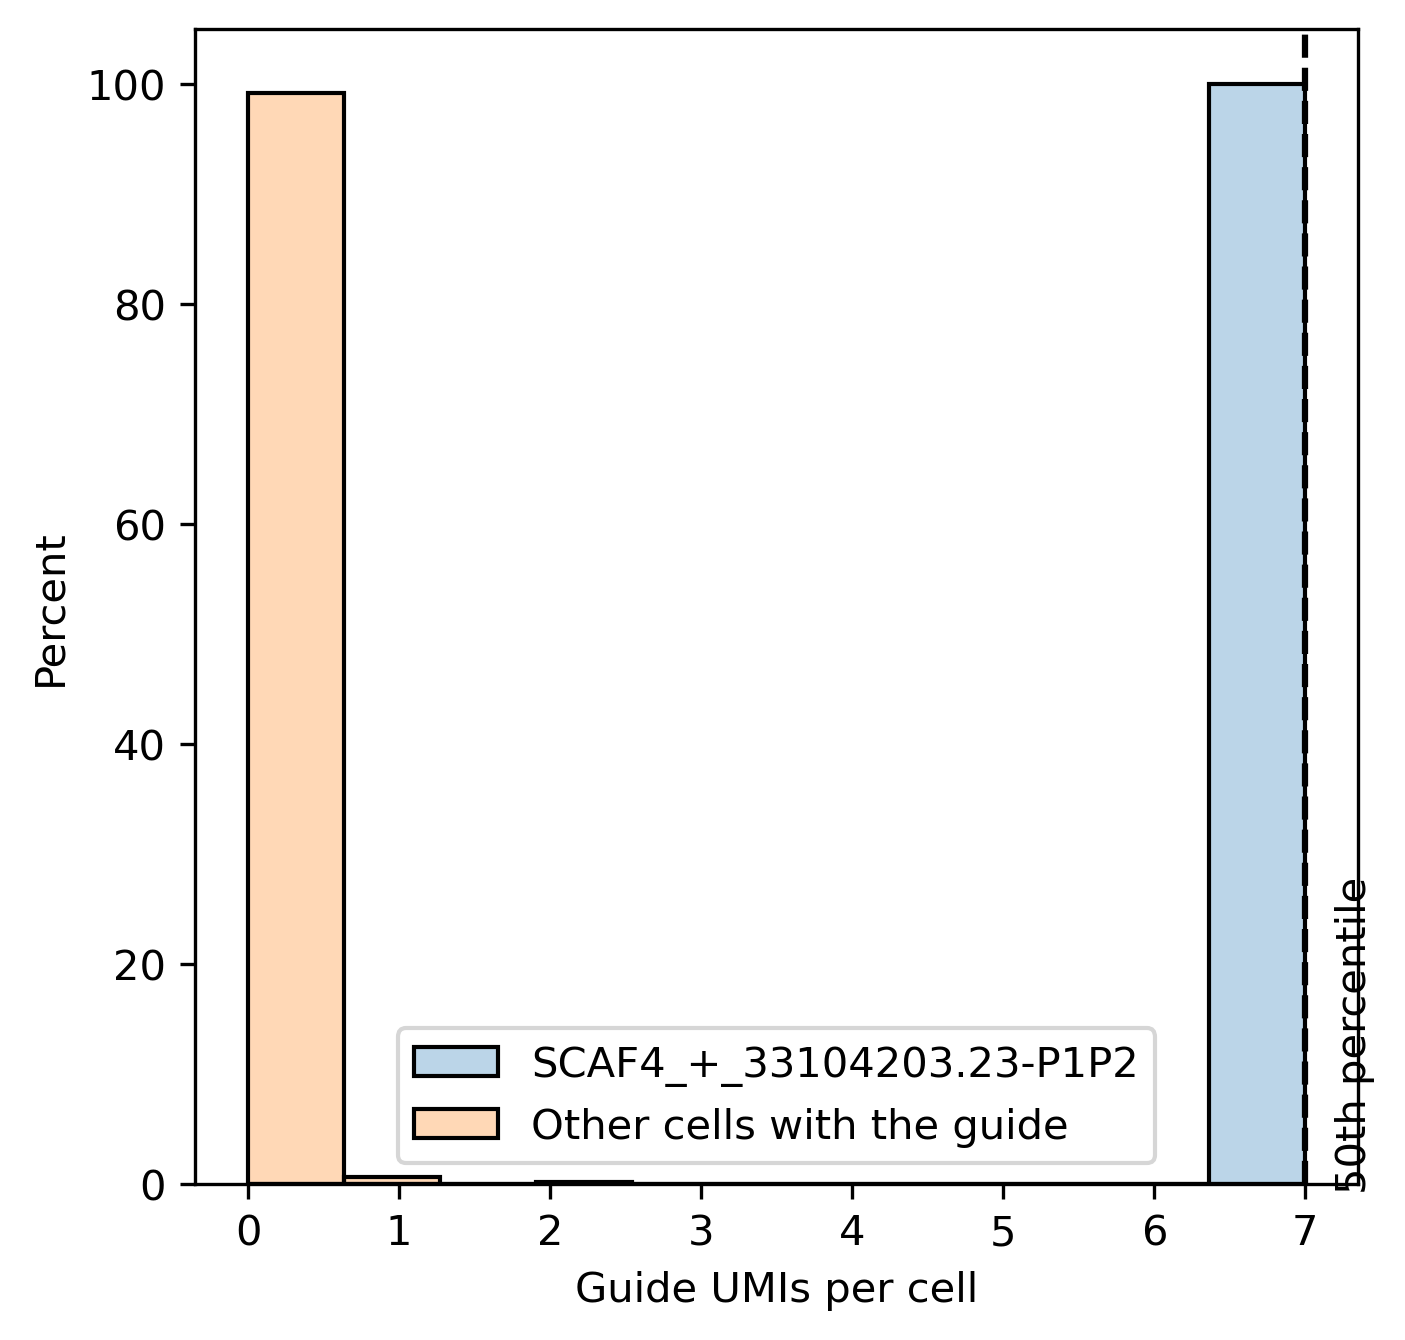 100
80
60
40
20
0
Percent
SCAF4_+_33104203.23-P1P2
Other cells with the guide
50th percentile
0 1 2 3 4 5 6 7
Guide UMIs per cell